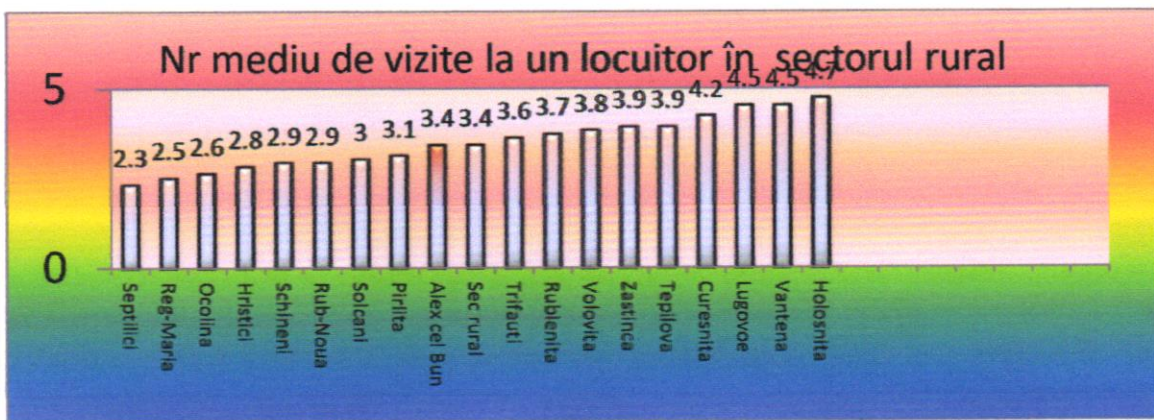 Nr mediu de vizite la un locuitor în sectorul rural
5
2.3 2.5 2.6 2.8 2.9 2.9 3 3.1 3.4 3.4 3.6 3.7 3.8 3.9 3.9 4.2 4.5 4.5 4.7
0
Septilici
Reg-Maria
Ocolina
Hristici
Schineni
Rub-Noua
Solcani
Pirlita
Alex cel Bun
Sec rural
Trifauti
Rublenita
Volovita
Zastinca
Tepilova
Curesnita
Lugovoe
Vantena
Holosnita